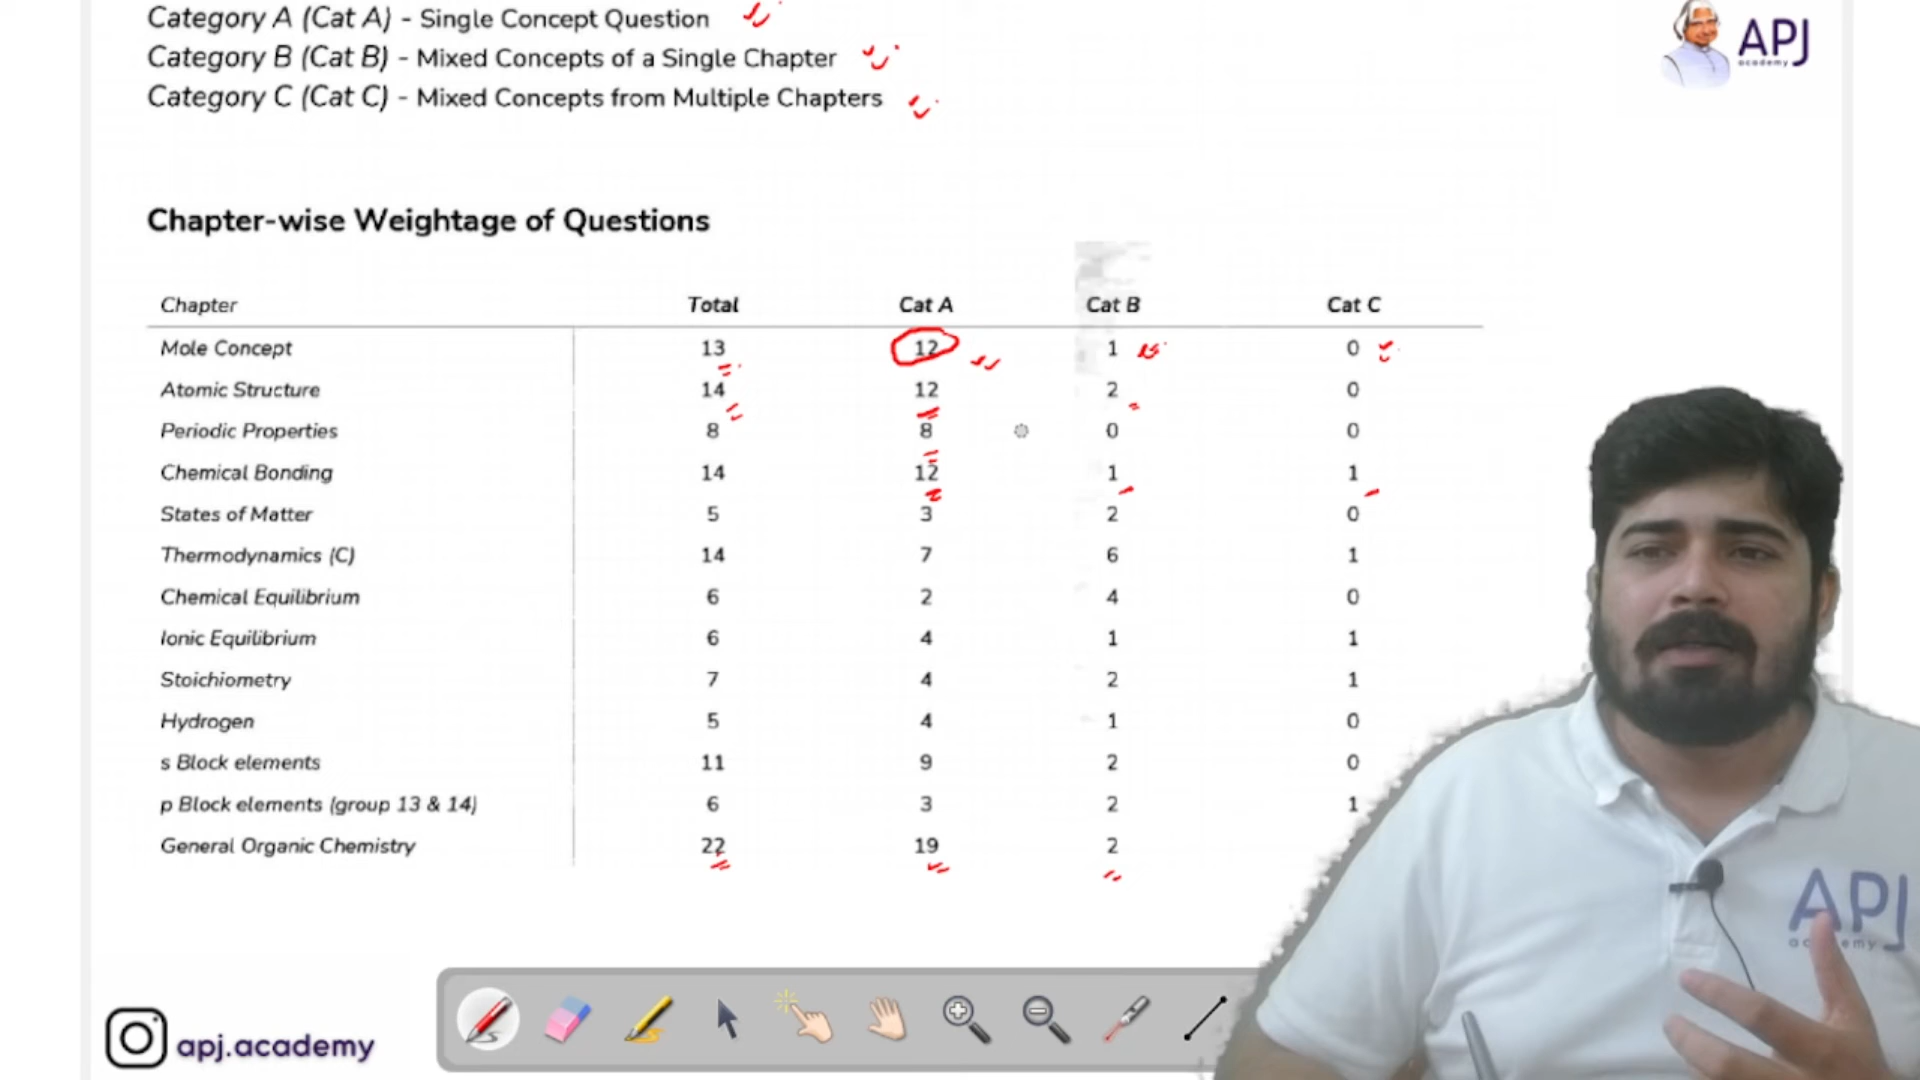 Category A (Cat A) - Single Concept Question
Category B (Cat B) - Mixed Concepts of a Single Chapter
Category C (Cat C) - Mixed Concepts from Multiple Chapters
APJ
academy
Chapter-wise Weightage of Questions
Chapter Total Cat A Cat B Cat C
Mole Concept 13 12 1 0
Atomic Structure 14 12 2 0
Periodic Properties 8 8 0 0
Chemical Bonding 14 12 1 1
States of Matter 5 3 2 0
Thermodynamics (C) 14 7 6 1
Chemical Equilibrium 6 2 4 0
Ionic Equilibrium 6 4 1 1
Stoichiometry 7 4 2 1
Hydrogen 5 4 1 0
s Block elements 11 9 2 0
p Block elements (group 13 & 14) 6 3 2 1
General Organic Chemistry 22 19 2
APJ
apj.academy